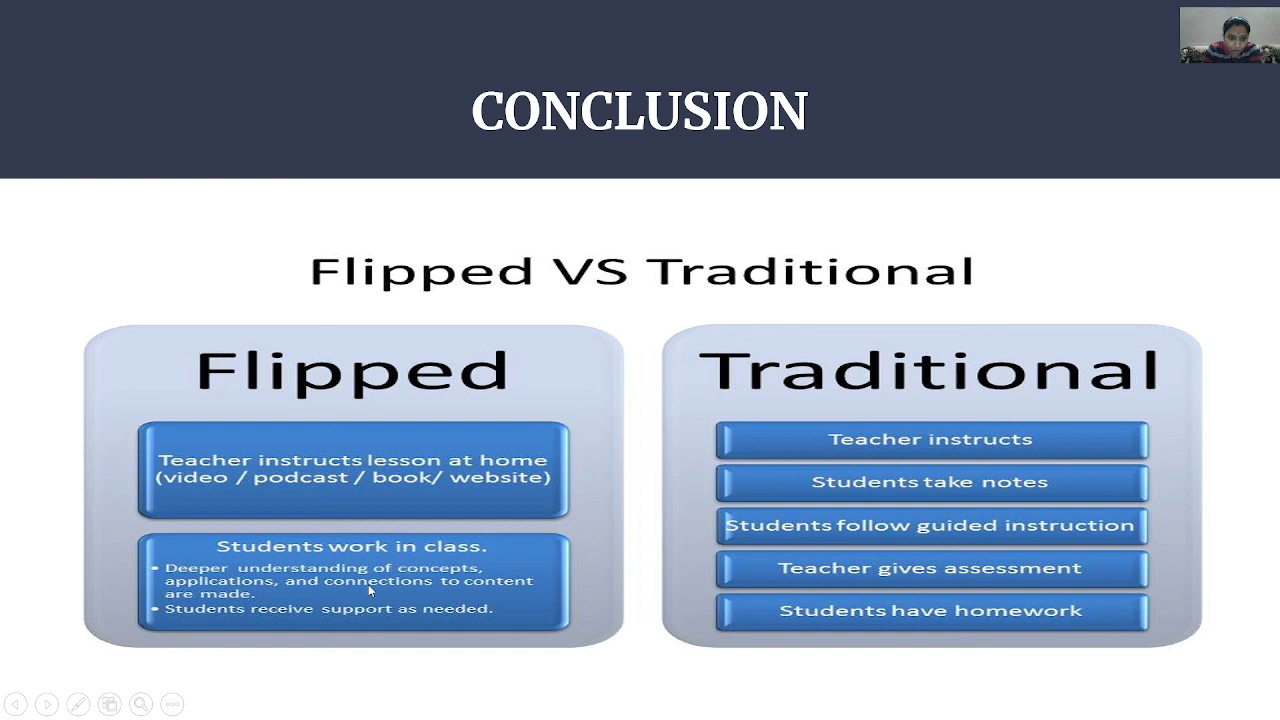 CONCLUSION
Flipped VS Traditional
Flipped
Teacher instructs lesson at home
(video / podcast / book/ website)
Students work in class.
• Deeper understanding of concepts,
applications, and connections to content
are made.
• Students receive support as needed.
Traditional
Teacher instructs
Students take notes
Students follow guided instruction
Teacher gives assessment
Students have homework